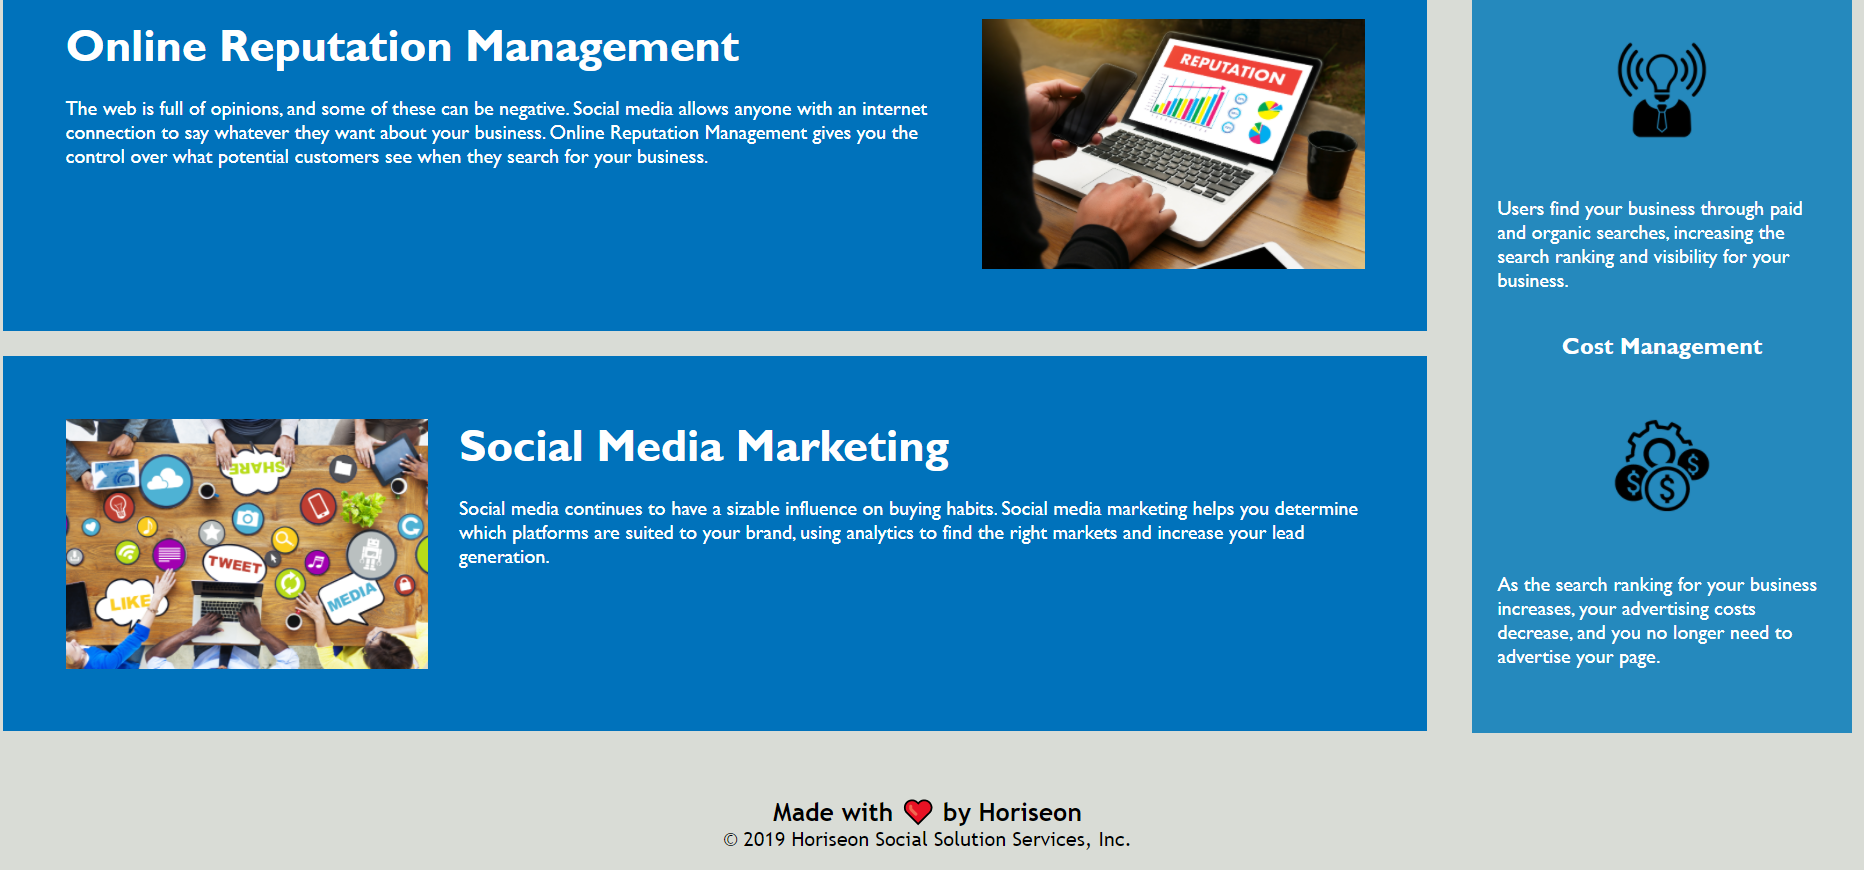 Online Reputation Management
The web is full of opinions, and some of these can be negative. Social media allows anyone with an internet
connection to say whatever they want about your business. Online Reputation Management gives you the
control over what potential customers see when they search for your business.
REPUTATION
Social Media Marketing
Social media continues to have a sizable influence on buying habits. Social media marketing helps you determine
which platforms are suited to your brand, using analytics to find the right markets and increase your lead
generation.
SHARE
TWEET
LIKE
MEDIA
Users find your business through paid
and organic searches, increasing the
search ranking and visibility for your
business.
Cost Management
$ $ $
As the search ranking for your business
increases, your advertising costs
decrease, and you no longer need to
advertise your page.
Made with ❤️ by Horiseon
© 2019 Horiseon Social Solution Services, Inc.